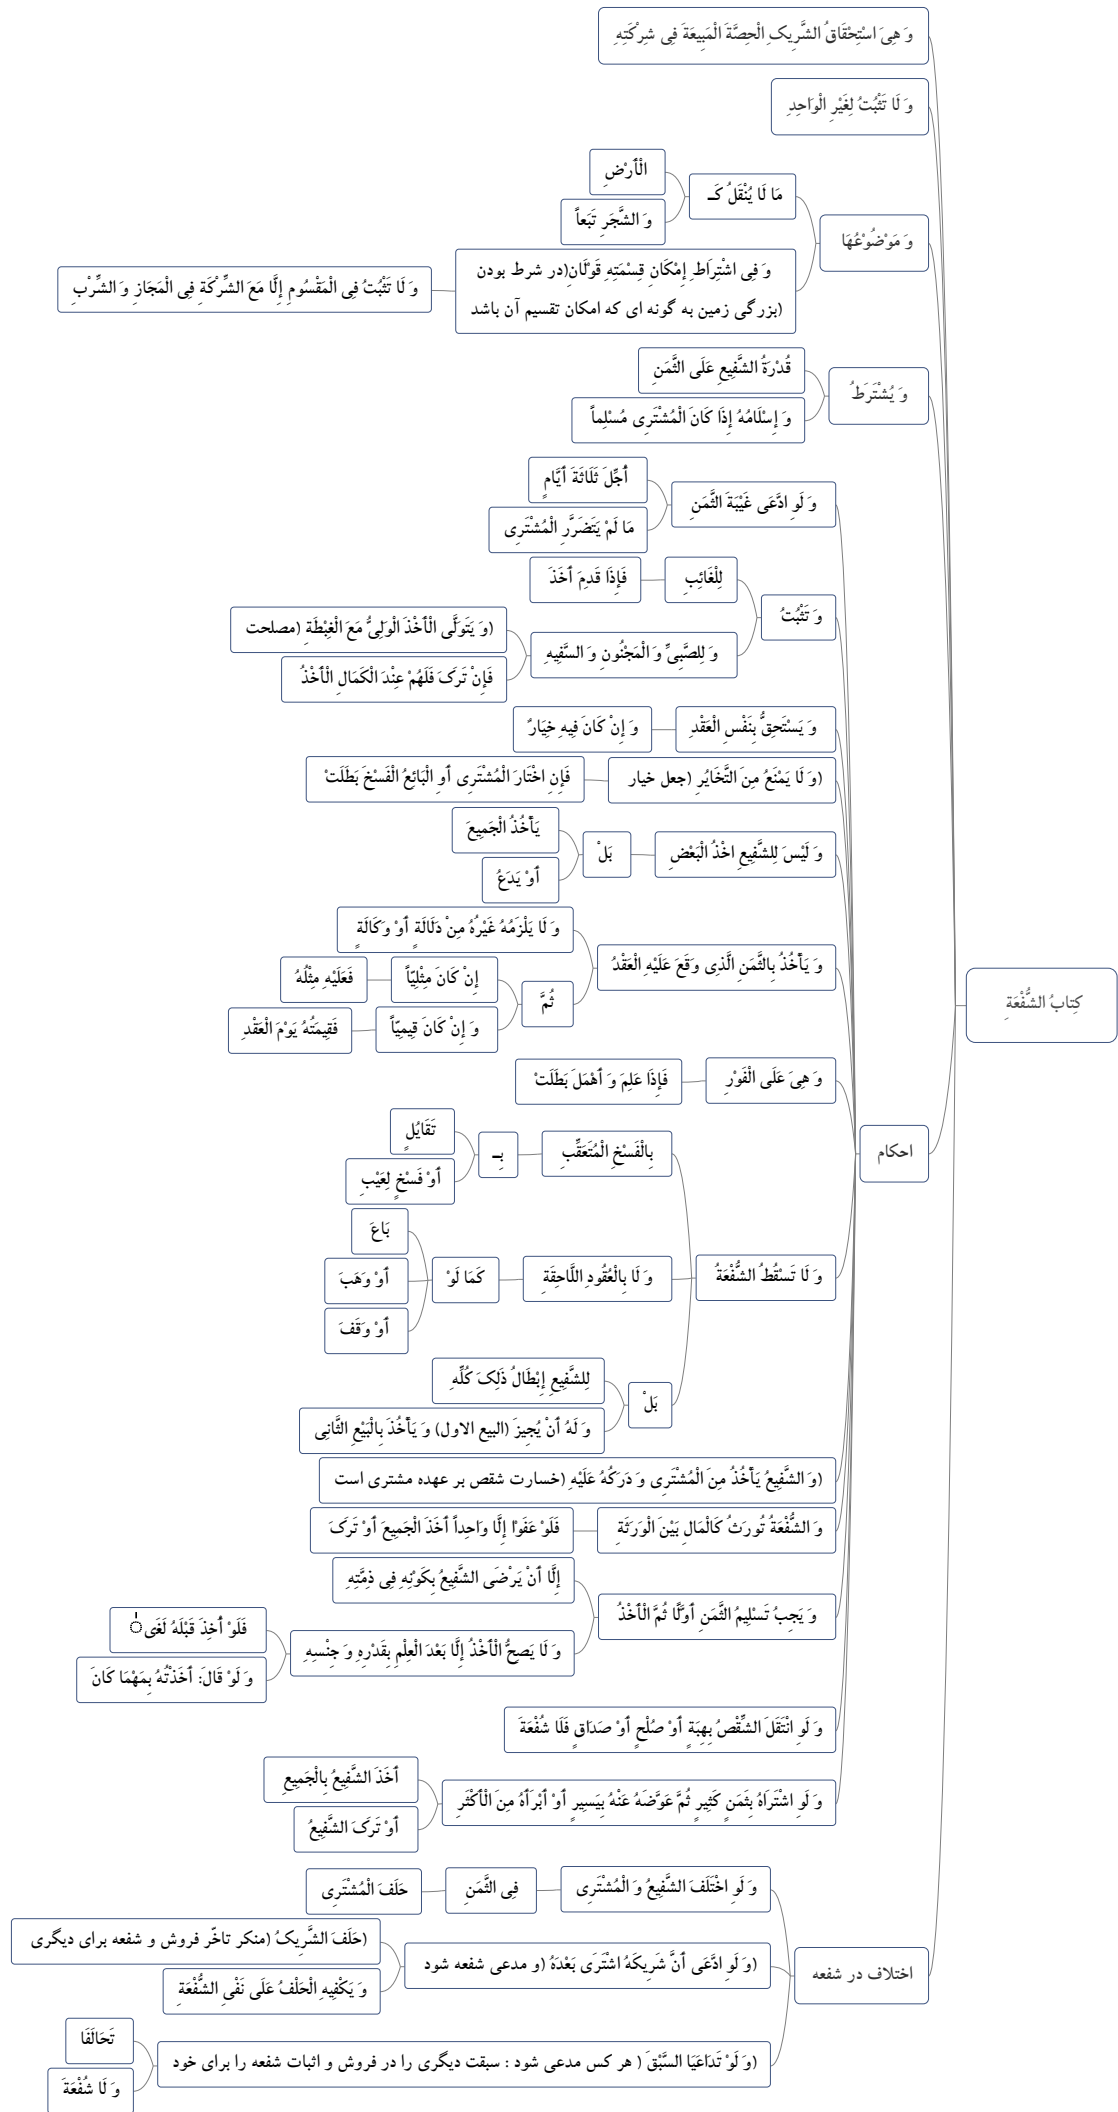 كِتابُ الشُّفْعَةِ
وَ هِیَ اسْتِحْقَاقُ الشَّرِیکِ الْحِصَّةَ الْمَبِیعَةَ فِی شِرْکَتِهِ
وَ لَا تَثْبُتُ لِغَیْرِ الْوَاحِدِ
وَ مَوْضُوْعُهَا
مَا لَا یُنْقَلُ کَـ
الْأَرْضِ
وَ الشَّجَرِ تَبَعاً
وَ فِی اشْتِرَاطِ إِمْکَانِ قِسْمَتِهِ قَوْلَان(در شرط بودن
(بزرگی زمین به گونه ای که امکان تقسیم آن باشد
وَ لَا تَثْبُتُ فِی الْمَقْسُومِ إِلَّا مَعَ الشِّرْکَةِ فِی الْمَجَازِ وَ الشِّرْبِ
وَ یُشْتَرَطُ
قُدْرَةُ الشَّفِیعِ عَلَی الثَّمَنِ
وَ إِسْلَامُهُ إِذَا کَانَ الْمُشْتَرِی مُسْلِماً
احکام
وَ لَوِ ادَّعَی غَیْبَةَ الثَّمَنِ
أُجِّلَ ثَلَاثَةَ أَیَّامٍ
مَا لَمْ یَتَضَرَّرِ الْمُشْتَرِی
وَ تَثْبُتُ
لِلْغَائِبِ
فَإِذَا قَدِمَ أَخَذَ
وَ لِلصَّبِیِّ وَ الْمَجْنُونِ وَ السَّفِیهِ
(وَ یَتَوَلَّی الْأَخْذَ الْوَلِیُّ مَعَ الْغِبْطَةِ (مصلحت
فَإِنْ تَرَکَ فَلَهُمْ عِنْدَ الْکَمَالِ الْأَخْذُ
وَ یَسْتَحِقُّ بِنَفْسِ الْعَقْدِ
وَ إِنْ کَانَ فِیهِ خِیَارٌ
(وَ لَا یَمْنَعُ مِنَ التَّخَایُرِ (جعل خیار
فَإِنِ اخْتَارَ الْمُشْتَرِی أَوِ الْبَائِعُ الْفَسْخَ بَطَلَتْ
وَ لَیْسَ لِلشَّفِیعِ اخْذُ الْبَعْضِ
بَلْ
یَأْخُذُ الْجَمِیعَ
أَوْ یَدَعُ
وَ یَأْخُذُ بِالثَّمَنِ الَّذِی وَقَعَ عَلَیْهِ الْعَقْدُ
وَ لَا یَلْزَمُهُ غَیْرُهُ مِنْ دَلَالَةٍ أَوْ وَکَالَةٍ
ثُمَّ
إِنْ کَانَ مِثْلِیّاً
فَعَلَیْهِ مِثْلُهُ
وَ إِنْ کَانَ قِیمِیّاً
فَقِیمَتُهُ یَوْمَ الْعَقْدِ
وَ هِیَ عَلَی الْفَوْرِ
فَإِذَا عَلِمَ وَ أَهْمَلَ بَطَلَتْ
وَ لَا تَسْقُطُ الشُّفْعَةُ
بِالْفَسْخِ الْمُتَعَقِّبِ
بِـ
تَقَایُلٍ
أَوْ فَسْخٍ لِعَیْبِ
وَ لَا بِالْعُقُودِ اللَّاحِقَةِ
کَمَا لَوْ
بَاعَ
أَوْ وَهَبَ
أَوْ وَقَفَ
بَلْ
لِلشَّفِیعِ إِبْطَالُ ذَلِکَ کُلِّهِ
وَ لَهُ أَنْ یُجِیزَ (البیع الاول) وَ یَأْخُذَ بِالْبَیْعِ الثَّانِی
(وَ الشَّفِیعُ یَأْخُذُ مِنَ الْمُشْتَرِی وَ دَرَکُهُ عَلَیْهِ (خسارت شقص بر عهده مشتری است
وَ الشُّفْعَةُ تُورَثُ کَالْمَالِ بَیْنَ الْوَرَثَةِ
فَلَوْ عَفَوْا إِلَّا وَاحِداً أَخَذَ الْجَمِیعَ أَوْ تَرَکَ
وَ یَجِبُ تَسْلِیمُ الثَّمَنِ أَوَّلًا ثُمَّ الْأَخْذُ
إِلَّا أَنْ یَرْضَی الشَّفِیعُ بِکَوْنِهِ فِی ذِمَّتِهِ
وَ لَا یَصِحُّ الْأَخْذُ إِلَّا بَعْدَ الْعِلْمِ بِقَدْرِهِ وَ جِنْسِهِ
فَلَوْ أُخِذَ قَبْلَهُ لَغَی
وَ لَوْ قَالَ: أَخَذْتُهُ بِمَهْمَا کَانَ
وَ لَوِ انْتَقَلَ الشِّقْصُ بِهِبَةٍ أَوْ صُلْحٍ أَوْ صَدَاقٍ فَلَا شُفْعَةَ
وَ لَوِ اشْتَرَاهُ بِثَمَنٍ کَثِیرٍ ثُمَّ عَوَّضَهُ عَنْهُ بِیَسِیرٍ أَوْ أَبْرَأَهُ مِنَ الْأَکْثَرِ
أَخَذَ الشَّفِیعُ بِالْجَمِیعِ
أَوْ تَرَکَ الشَّفِیعُ
اختلاف در شفعه
وَ لَوِ اخْتَلَفَ الشَّفِیعُ وَ الْمُشْتَرِی
فِی الثَّمَنِ
حَلَفَ الْمُشْتَرِی
(وَ لَوِ ادَّعَی أَنَّ شَرِیکَهُ اشْتَرَی بَعْدَهُ (و مدعی شفعه شود
(حَلَفَ الشَّرِیکُ (منکر تاخّر فروش و شفعه برای دیگری
وَ یَکْفِیهِ الْحَلْفُ عَلَی نَفْیِ الشُّفْعَةِ
(وَ لَوْ تَدَاعَیَا السَّبْقَ ( هر کس مدعی شود : سبقت دیگری را در فروش و اثبات شفعه را برای خود
تَحَالَفَا
وَ لَا شُفْعَةَ